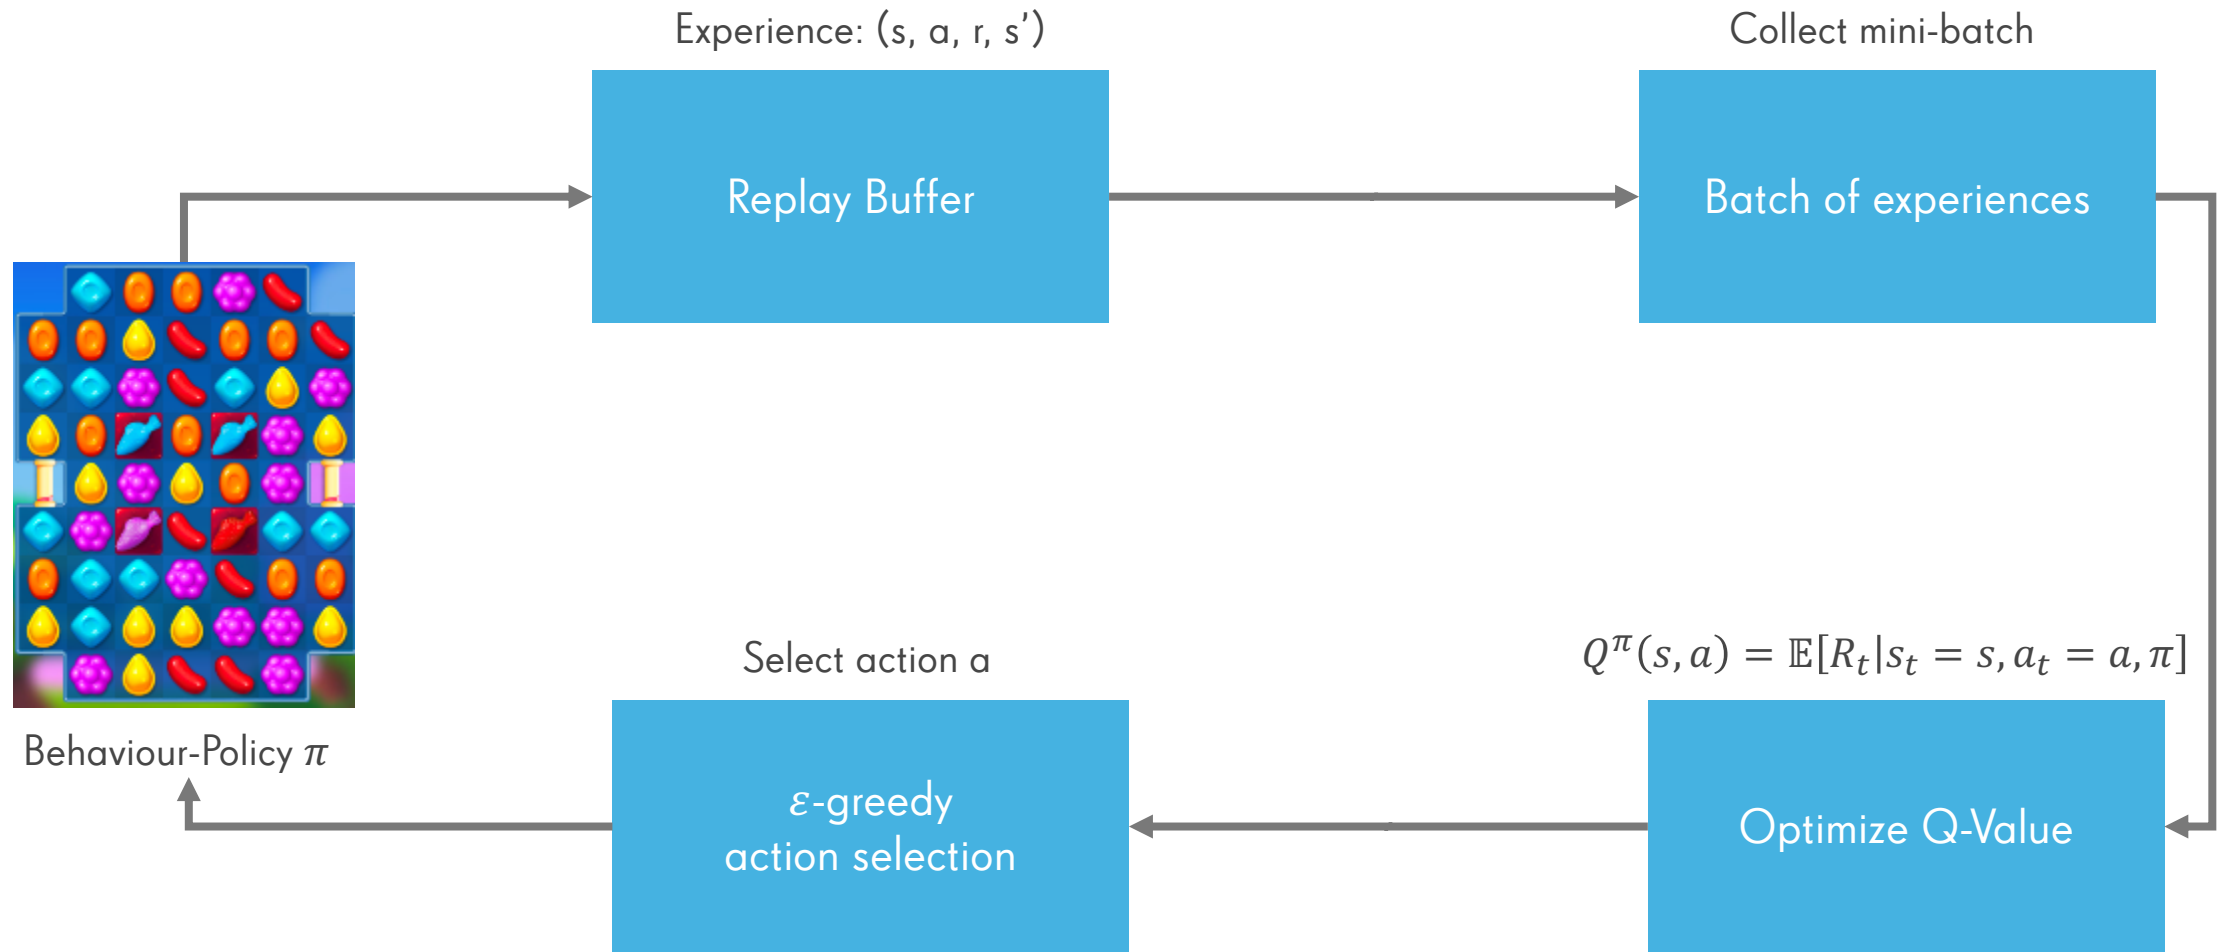 Experience: (s, a, r, s’)
Collect mini-batch
Replay Buffer
Batch of experiences
Select action a
Q^π(s, a) = 𝔼[R_t|s_t = s, a_t = a, π]
Behaviour-Policy π
ε-greedy
action selection
Optimize Q-Value